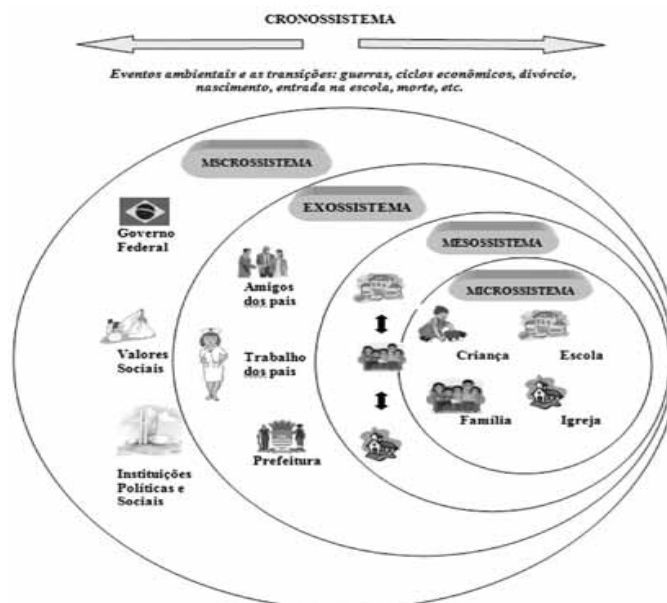 CRONOSSISTEMA
Eventos ambientais e as transições: guerras, ciclos econômicos, divórcio,
nascimento, entrada na escola, morte, etc.
MSCROSSISTEMA
EXOSSISTEMA
MESOSSISTEMA
MICROSSISTEMA
Governo
Federal
Amigos
dos pais
Valores
Sociais
Trabalho
dos pais
Criança
Escola
Família
Igreja
Prefeitura
Instituições
Políticas e
Sociais